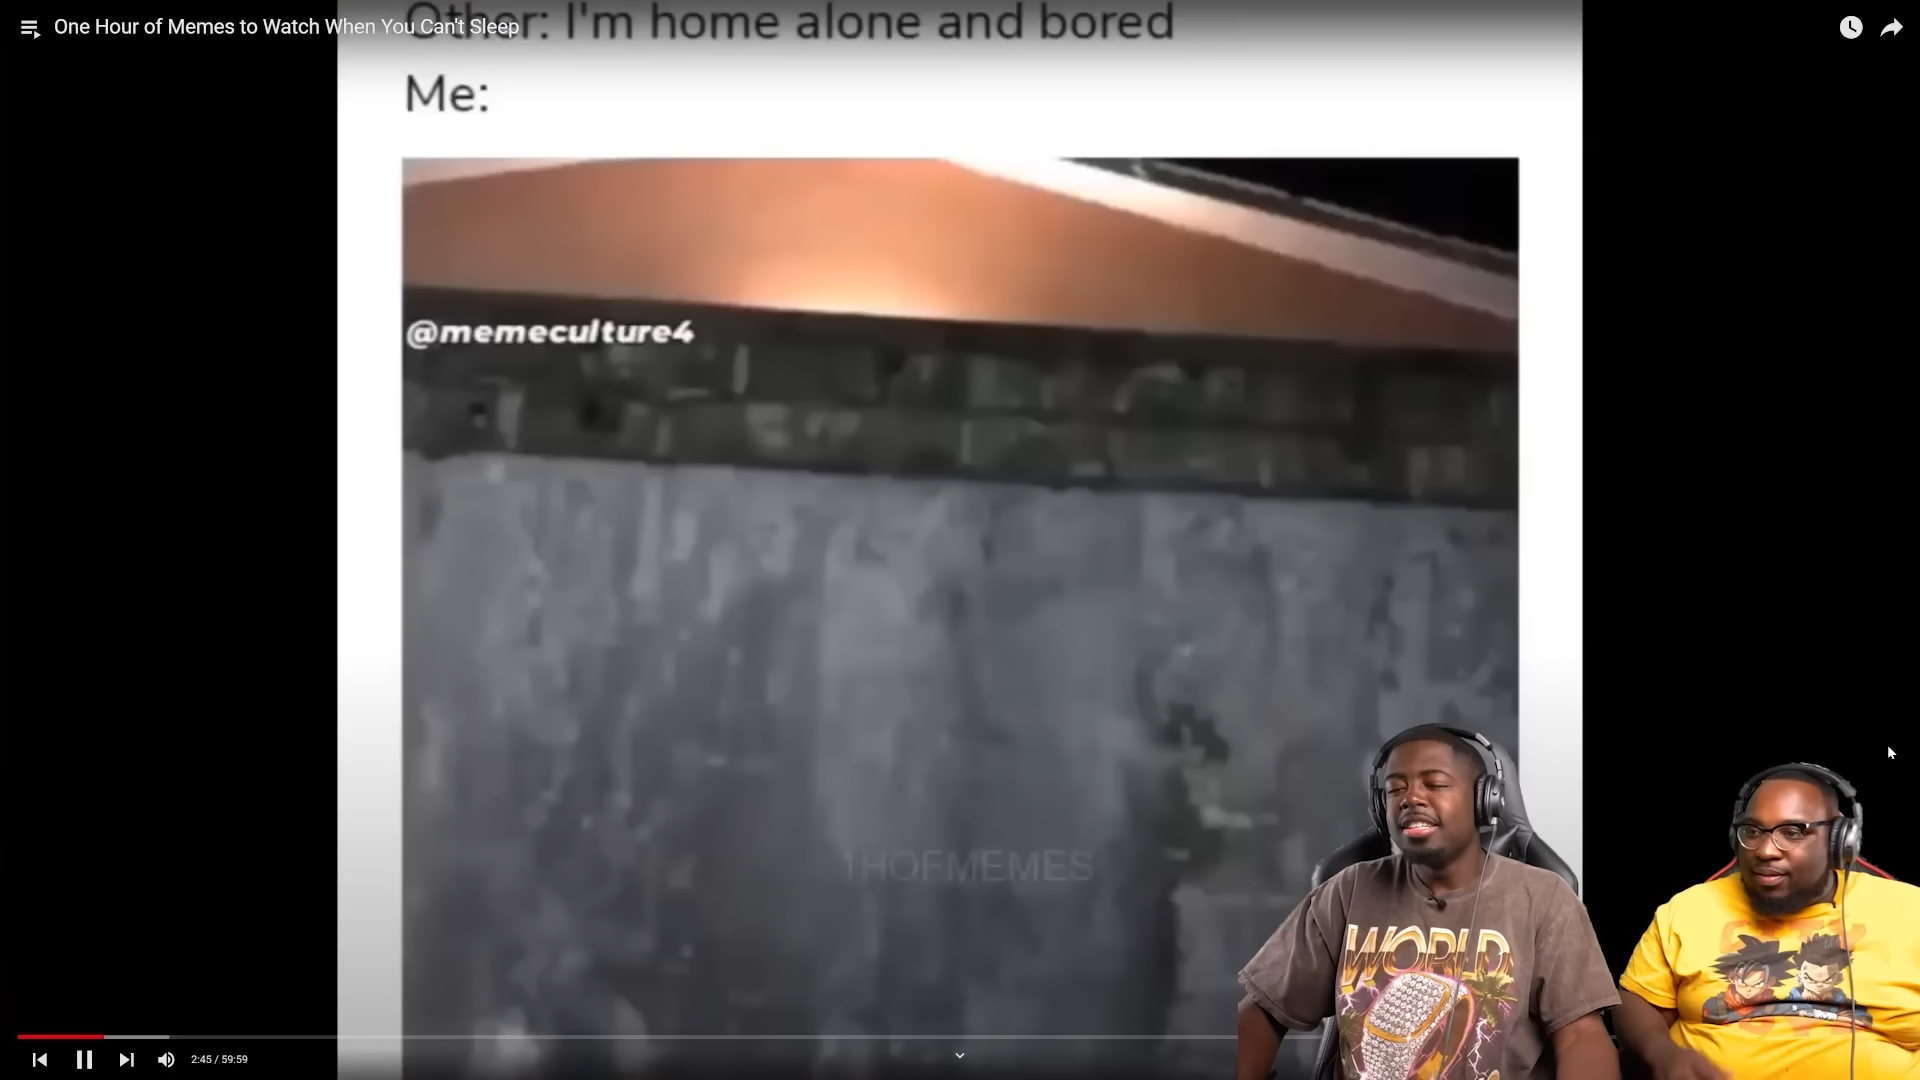 One Hour of Memes to Watch When You Can't Sleep
Other: I'm home alone and bored
Me:
@memeculture4
1HOFMEMES
WORLD
2:45 / 59:59